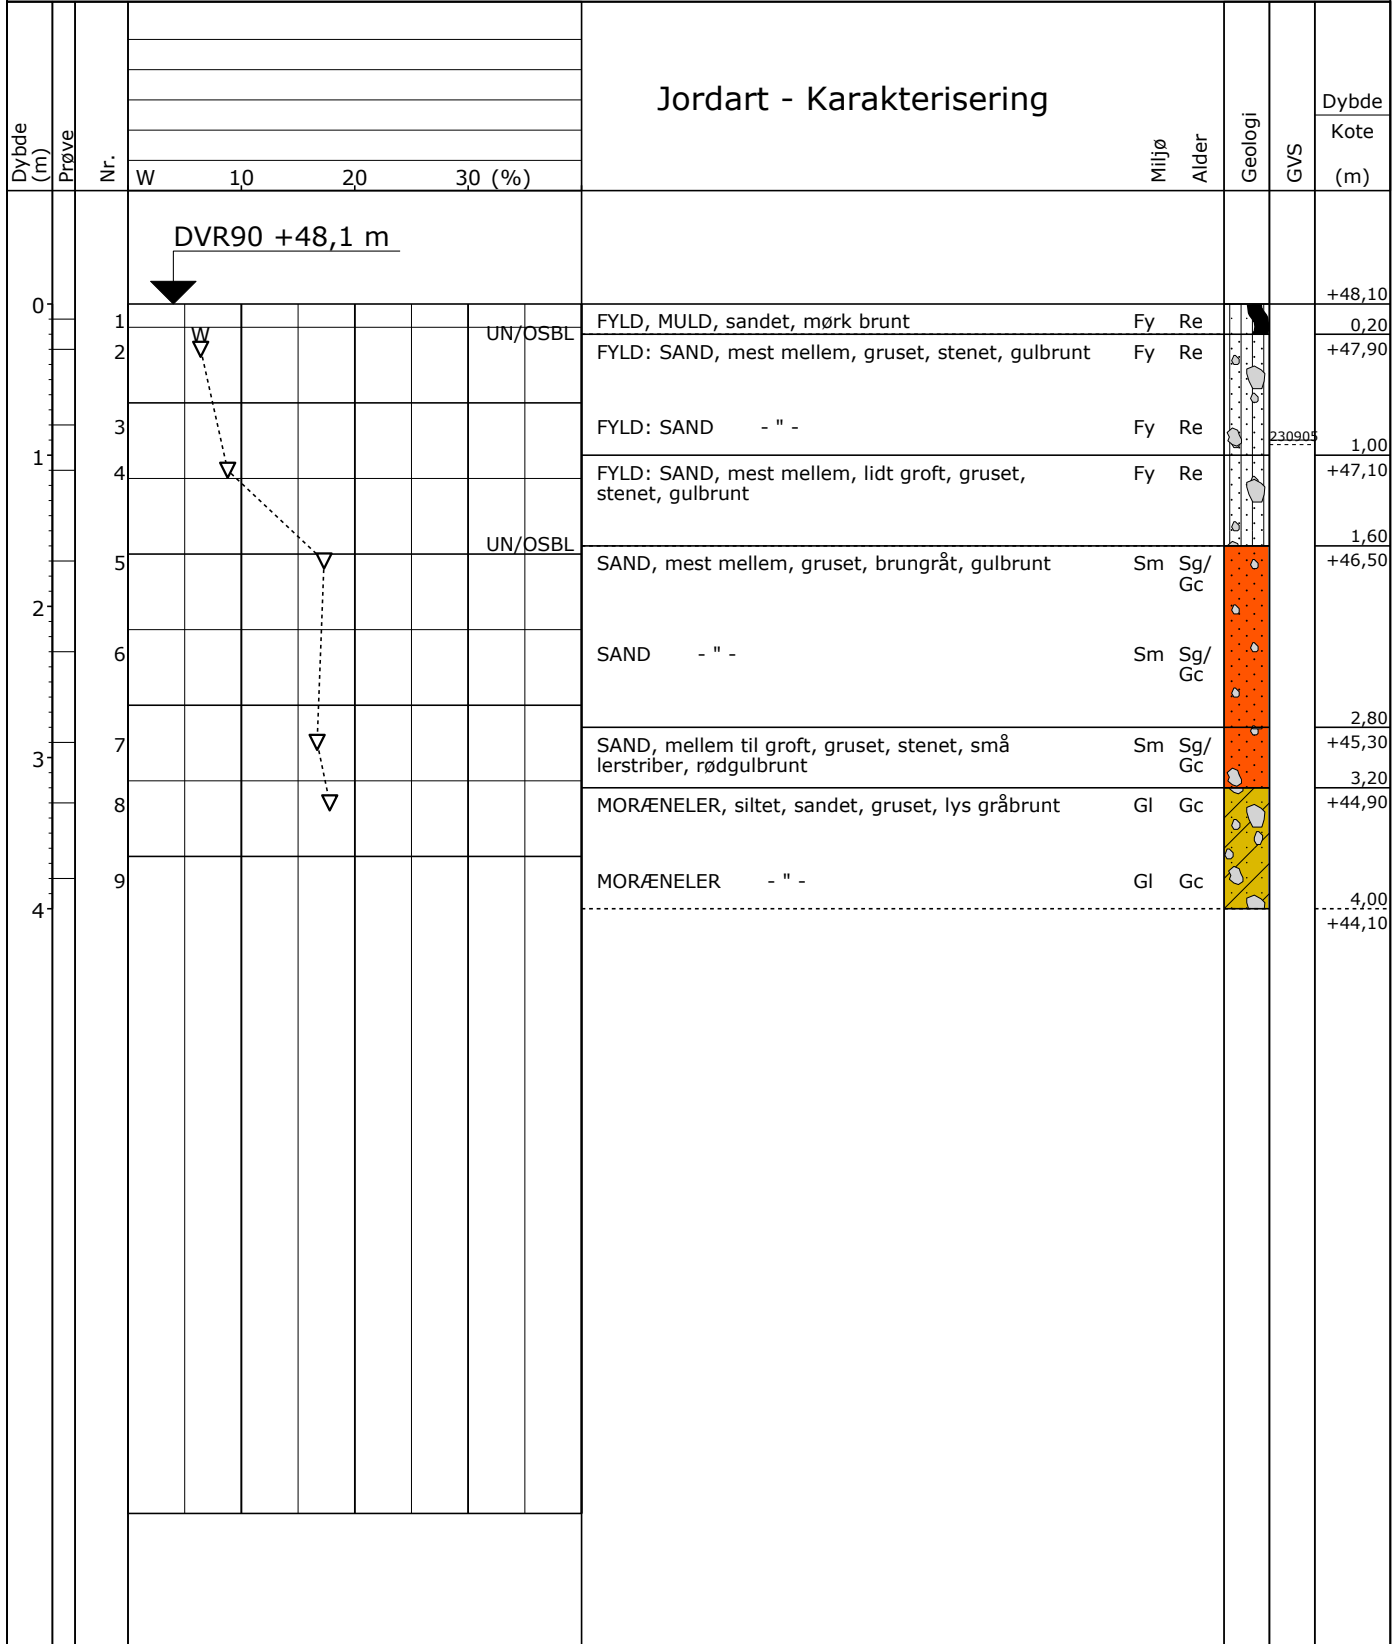 Jordart - Karakterisering
Dybde (m)
Prøve
Nr.
W 10 20 30 (%)
Miljø
Alder
Geologi
GVS
Dybde
Kote
(m)
DVR90 +48,1 m
+48,10
0
1 FYLD, MULD, sandet, mørk brunt Fy Re 0,20
W
UN/OSBL
2 FYLD: SAND, mest mellem, gruset, stenet, gulbrunt Fy Re +47,90
3 FYLD: SAND - " - Fy Re
230905
1,00
1
4 FYLD: SAND, mest mellem, lidt groft, gruset, Fy Re +47,10
stenet, gulbrunt
1,60
UN/OSBL
5 SAND, mest mellem, gruset, brungråt, gulbrunt Sm Sg/ +46,50
Gc
2
6 SAND - " - Sm Sg/
Gc
2,80
7 SAND, mellem til groft, gruset, stenet, små Sm Sg/ +45,30
3
lerstriber, rødgulbrunt Gc
3,20
8 MORÆNELER, siltet, sandet, gruset, lys gråbrunt Gl Gc +44,90
9 MORÆNELER - " - Gl Gc
4,00
4
+44,10